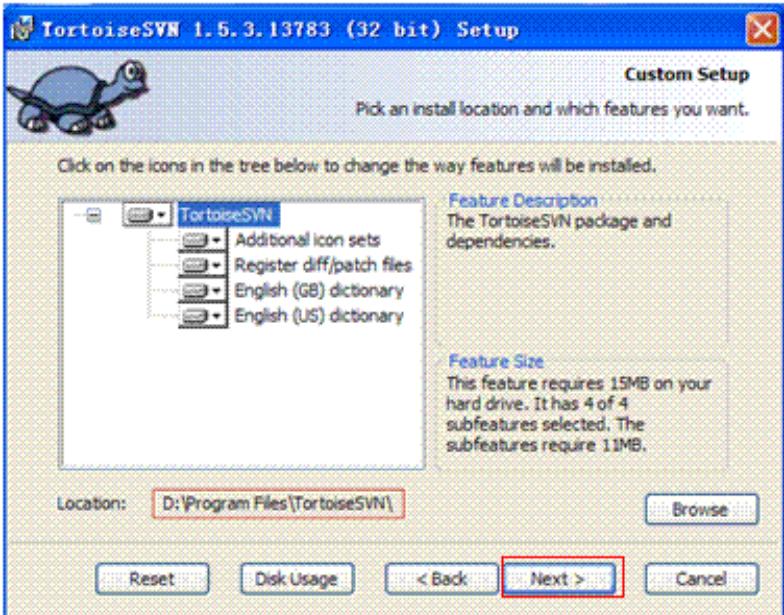 TortoiseSVN 1.5.3.13783 (32 bit) Setup
Custom Setup
Pick an install location and which features you want.
Click on the icons in the tree below to change the way features will be installed.
TortoiseSVN
Additional icon sets
Register diff/patch files
English (GB) dictionary
English (US) dictionary
Feature Description
The TortoiseSVN package and
dependencies.
Feature Size
This feature requires 15MB on your
hard drive. It has 4 of 4
subfeatures selected. The
subfeatures require 11MB.
Location: D:\Program Files\TortoiseSVN\
Browse
Reset Disk Usage < Back Next > Cancel